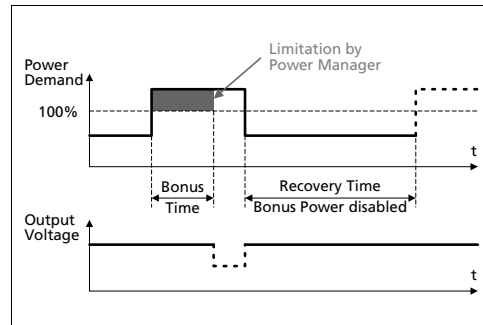 Limitation by
Power Manager
Power
Demand
100%
t
Bonus
Time
Recovery Time
Bonus Power disabled
Output
Voltage
t